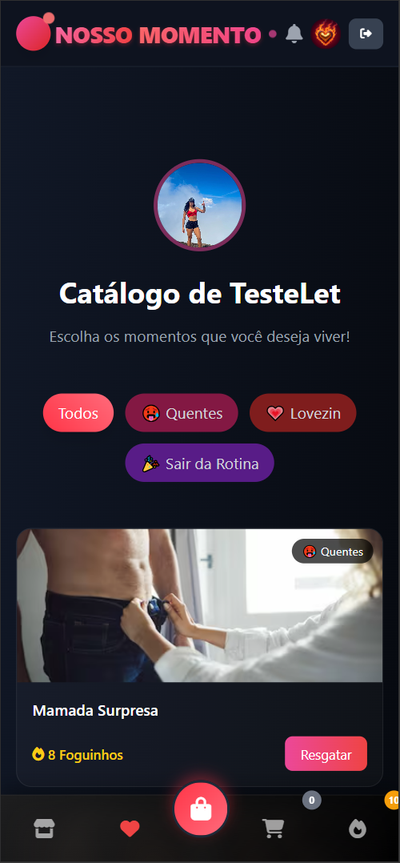 NOSSO MOMENTO
Catálogo de TesteLet
Escolha os momentos que você deseja viver!
Todos
🥵 Quentes
💗 Lovezin
🎉 Sair da Rotina
🥵 Quentes
Mamada Surpresa
8 Foguinhos
Resgatar
0
10